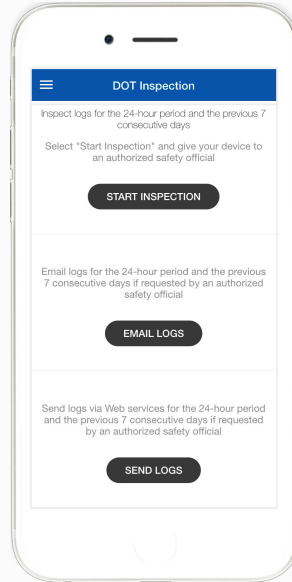 DOT Inspection
Inspect logs for the 24-hour period and the previous 7
consecutive days
Select "Start Inspection" and give your device to
an authorized safety official
START INSPECTION
Email logs for the 24-hour period and the previous
7 consecutive days if requested by an authorized
safety official
EMAIL LOGS
Send logs via Web services for the 24-hour period
and the previous 7 consecutive days if requested
by an authorized safety official
SEND LOGS